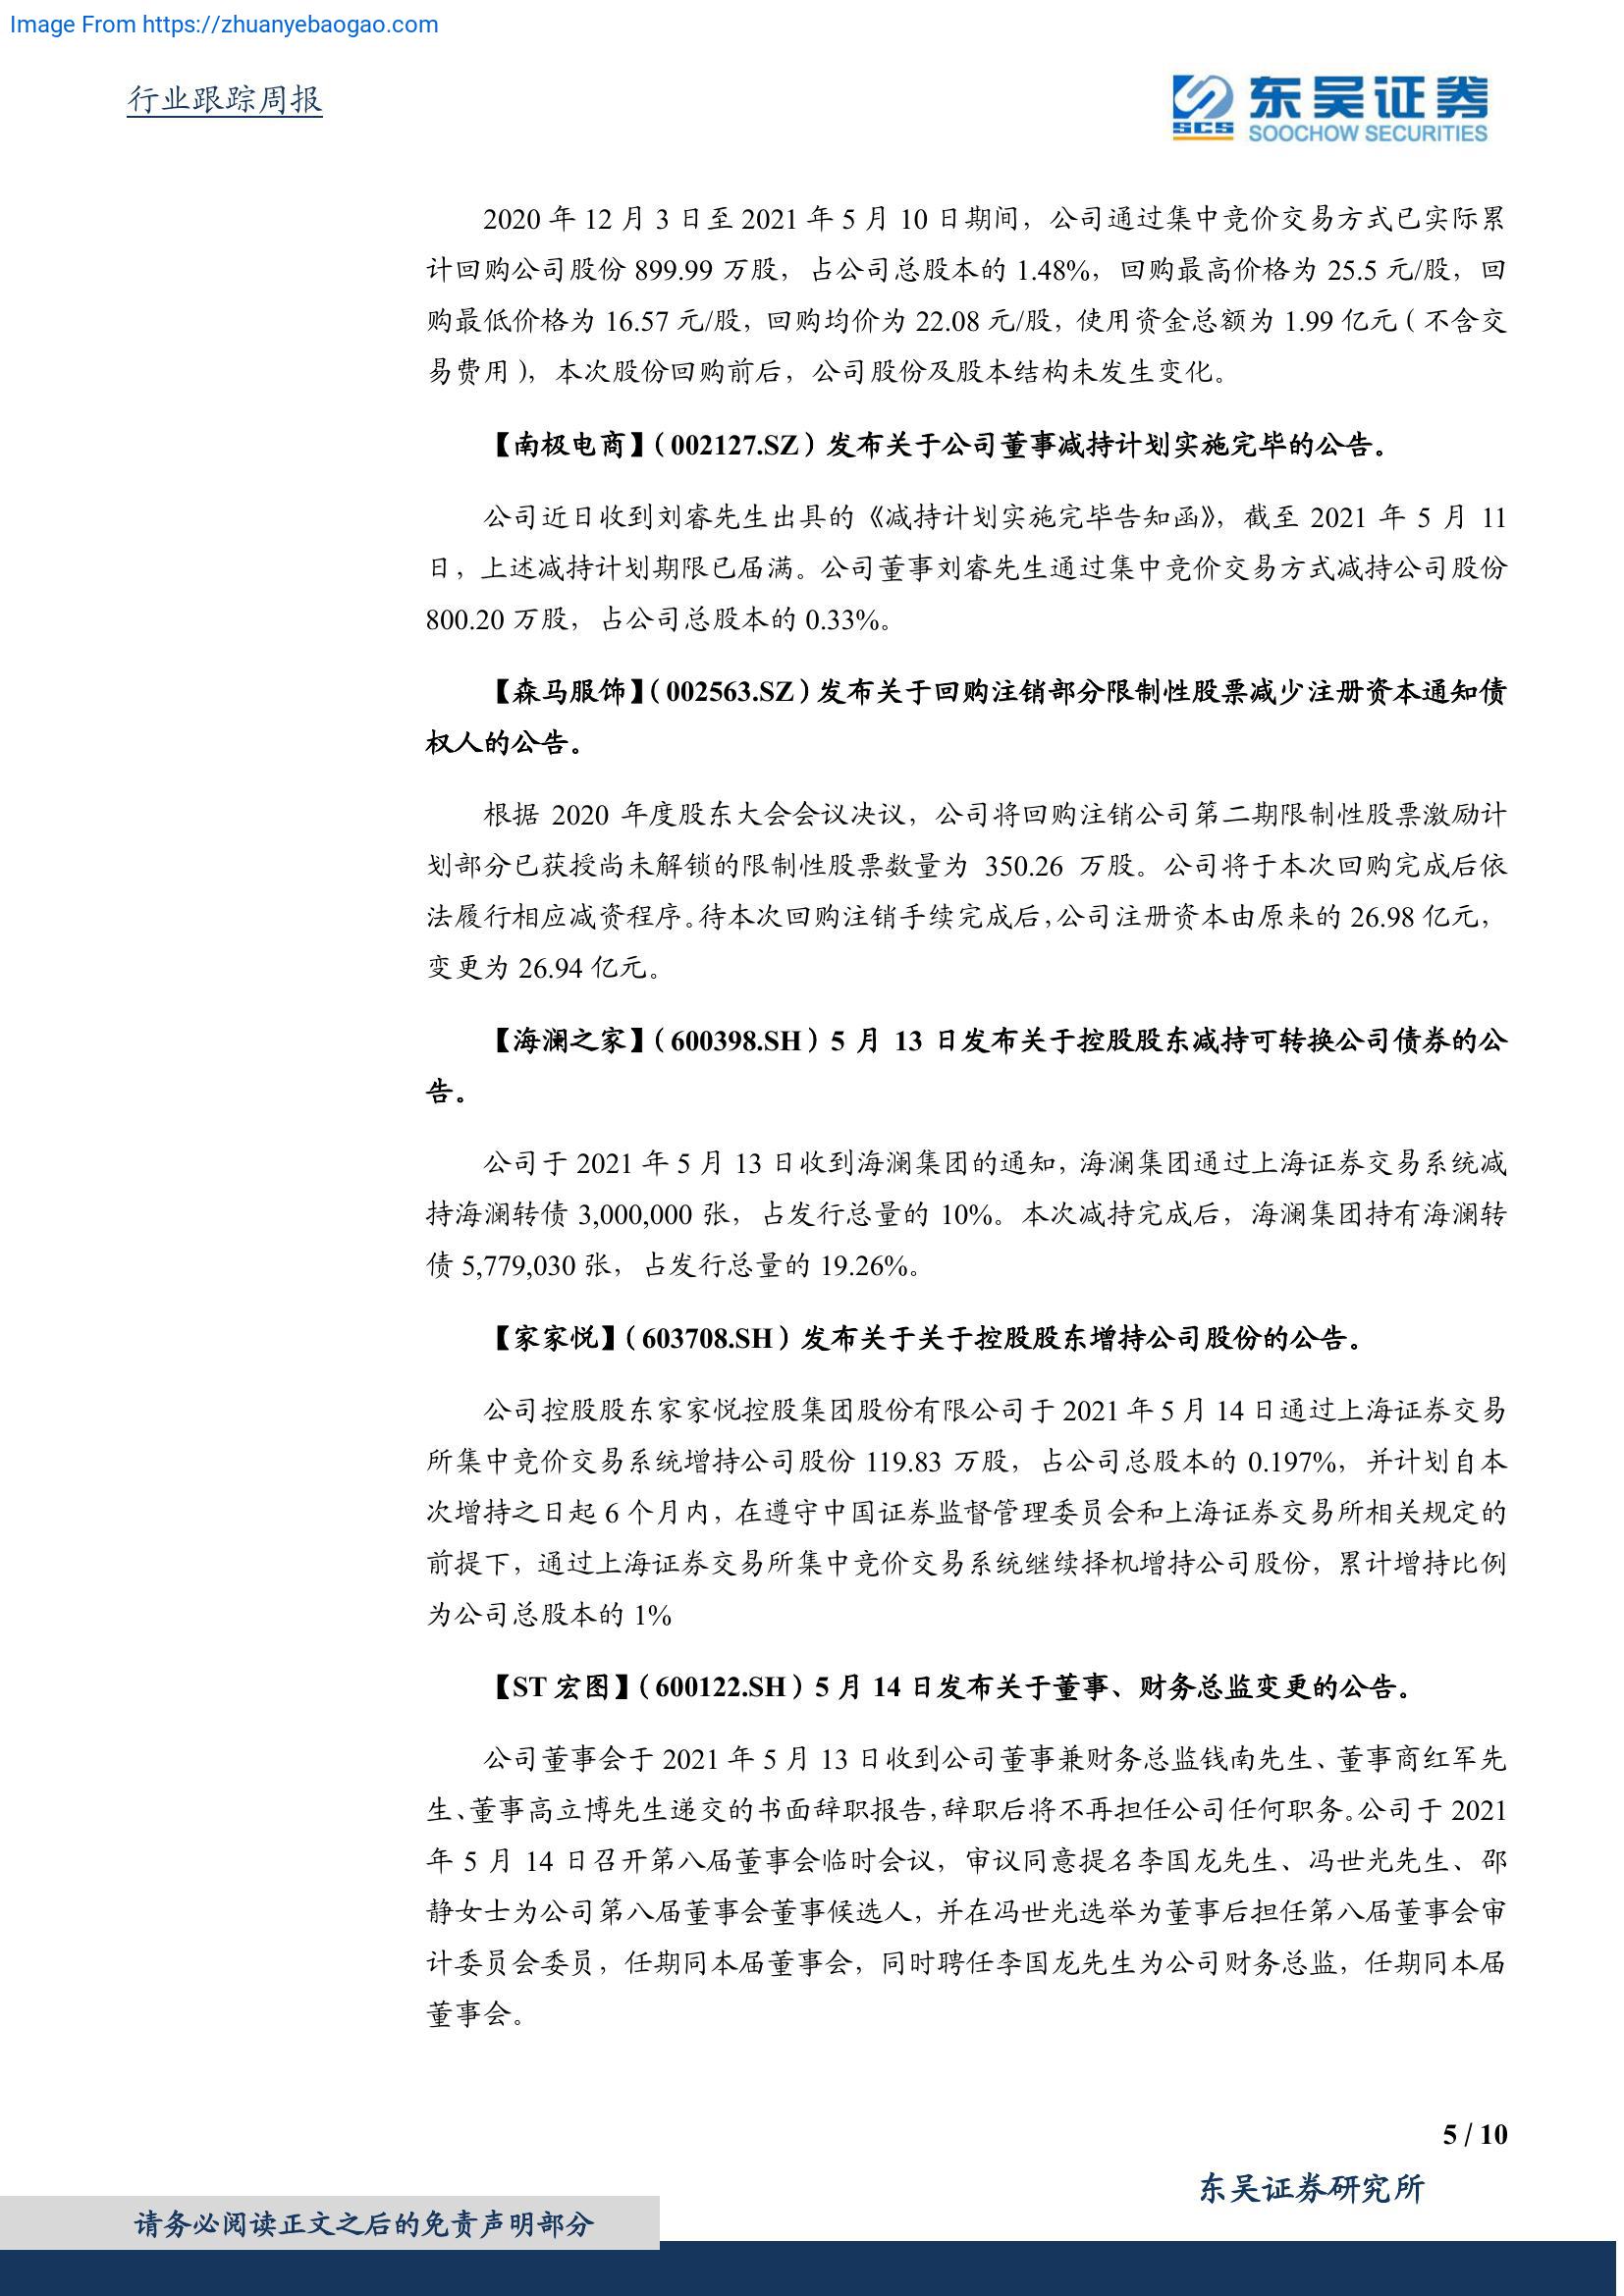 Image From https://zhuanyebaogao.com
行业跟踪周报
东吴证券
SCS
SOOCHOW SECURITIES
2020 年 12 月 3 日至 2021 年 5 月 10 日期间，公司通过集中竞价交易方式已实际累
计回购公司股份 899.99 万股，占公司总股本的 1.48%，回购最高价格为 25.5 元/股，回
购最低价格为 16.57 元/股，回购均价为 22.08 元/股，使用资金总额为 1.99 亿元（不含交
易费用），本次股份回购前后，公司股份及股本结构未发生变化。
【南极电商】（002127.SZ）发布关于公司董事减持计划实施完毕的公告。
公司近日收到刘睿先生出具的《减持计划实施完毕告知函》，截至 2021 年 5 月 11
日，上述减持计划期限已届满。公司董事刘睿先生通过集中竞价交易方式减持公司股份
800.20 万股，占公司总股本的 0.33%。
【森马服饰】（002563.SZ）发布关于回购注销部分限制性股票减少注册资本通知债
权人的公告。
根据 2020 年度股东大会会议决议，公司将回购注销公司第二期限制性股票激励计
划部分已获授尚未解锁的限制性股票数量为 350.26 万股。公司将于本次回购完成后依
法履行相应减资程序。待本次回购注销手续完成后，公司注册资本由原来的 26.98 亿元，
变更为 26.94 亿元。
【海澜之家】（600398.SH）5 月 13 日发布关于控股股东减持可转换公司债券的公
告。
公司于 2021 年 5 月 13 日收到海澜集团的通知，海澜集团通过上海证券交易系统减
持海澜转债 3,000,000 张，占发行总量的 10%。本次减持完成后，海澜集团持有海澜转
债 5,779,030 张，占发行总量的 19.26%。
【家家悦】（603708.SH）发布关于关于控股股东增持公司股份的公告。
公司控股股东家家悦控股集团股份有限公司于 2021 年 5 月 14 日通过上海证券交易
所集中竞价交易系统增持公司股份 119.83 万股，占公司总股本的 0.197%，并计划自本
次增持之日起 6 个月内，在遵守中国证券监督管理委员会和上海证券交易所相关规定的
前提下，通过上海证券交易所集中竞价交易系统继续择机增持公司股份，累计增持比例
为公司总股本的 1%
【ST 宏图】（600122.SH）5 月 14 日发布关于董事、财务总监变更的公告。
公司董事会于 2021 年 5 月 13 日收到公司董事兼财务总监钱南先生、董事商红军先
生、董事高立博先生递交的书面辞职报告，辞职后将不再担任公司任何职务。公司于 2021
年 5 月 14 日召开第八届董事会临时会议，审议同意提名李国龙先生、冯世光先生、邵
静女士为公司第八届董事会董事候选人，并在冯世光选举为董事后担任第八届董事会审
计委员会委员，任期同本届董事会，同时聘任李国龙先生为公司财务总监，任期同本届
董事会。
5 / 10
东吴证券研究所
请务必阅读正文之后的免责声明部分